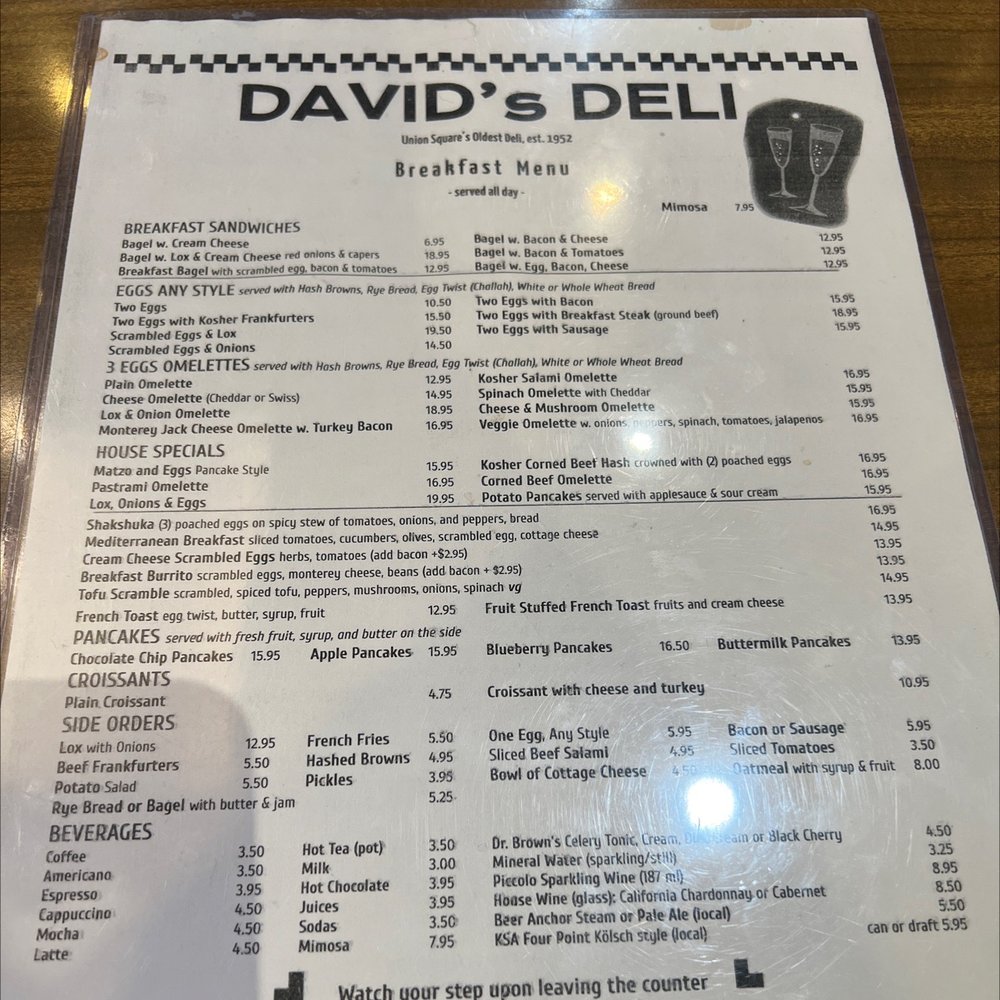 DAVID's DELI
Union Square's Oldest Deli, est. 1952
Breakfast Menu
- served all day -
Mimosa 7.95
BREAKFAST SANDWICHES
Bagel w. Cream Cheese 6.95 Bagel w. Bacon & Cheese 12.95
Bagel w. Lox & Cream Cheese red onions & capers 18.95 Bagel w. Bacon & Tomatoes 12.95
Breakfast Bagel with scrambled egg, bacon & tomatoes 12.95 Bagel w. Egg, Bacon, Cheese 12.95
EGGS ANY STYLE served with Hash Browns, Rye Bread, Egg Twist (Challah), White or Whole Wheat Bread
Two Eggs 10.50 Two Eggs with Bacon 15.95
Two Eggs with Kosher Frankfurters 15.50 Two Eggs with Breakfast Steak (ground beef) 18.95
Scrambled Eggs & Lox 19.50 Two Eggs with Sausage 15.95
Scrambled Eggs & Onions 14.50
3 EGGS OMELETTES served with Hash Browns, Rye Bread, Egg Twist (Challah), White or Whole Wheat Bread
Plain Omelette 12.95 Kosher Salami Omelette 16.95
Cheese Omelette (Cheddar or Swiss) 14.95 Spinach Omelette with Cheddar 15.95
Lox & Onion Omelette 18.95 Cheese & Mushroom Omelette 15.95
Monterey Jack Cheese Omelette w. Turkey Bacon 16.95 Veggie Omelette w. onions, peppers, spinach, tomatoes, jalapenos 16.95
HOUSE SPECIALS
Matzo and Eggs Pancake Style 15.95 Kosher Corned Beef Hash crowned with (2) poached eggs 16.95
Pastrami Omelette 16.95 Corned Beef Omelette 16.95
Lox, Onions & Eggs 19.95 Potato Pancakes served with applesauce & sour cream 15.95
Shakshuka (3) poached eggs on spicy stew of tomatoes, onions, and peppers, bread 16.95
Mediterranean Breakfast sliced tomatoes, cucumbers, olives, scrambled egg, cottage cheese 14.95
Cream Cheese Scrambled Eggs herbs, tomatoes (add bacon +$2.95) 13.95
Breakfast Burrito scrambled eggs, monterey cheese, beans (add bacon + $2.95) 13.95
Tofu Scramble scrambled, spiced tofu, peppers, mushrooms, onions, spinach vg 14.95
French Toast egg twist, butter, syrup, fruit 12.95 Fruit Stuffed French Toast fruits and cream cheese 13.95
PANCAKES served with fresh fruit, syrup, and butter on the side
Chocolate Chip Pancakes 15.95 Apple Pancakes 15.95 Blueberry Pancakes 16.50 Buttermilk Pancakes 13.95
CROISSANTS
Plain Croissant 4.75 Croissant with cheese and turkey 10.95
SIDE ORDERS
Lox with Onions 12.95 French Fries 5.50 One Egg, Any Style 5.95 Bacon or Sausage 5.95
Beef Frankfurters 5.50 Hashed Browns 4.95 Sliced Beef Salami 4.95 Sliced Tomatoes 3.50
Potato Salad 5.50 Pickles 3.95 Bowl of Cottage Cheese 4.50 Oatmeal with syrup & fruit 8.00
Rye Bread or Bagel with butter & jam 5.25
BEVERAGES
Coffee 3.50 Hot Tea (pot) 3.50 Dr. Brown's Celery Tonic, Cream, or Black Cherry 4.50
Americano 3.50 Milk 3.00 Mineral Water (sparkling/still) 3.25
Espresso 3.95 Hot Chocolate 3.95 Piccolo Sparkling Wine (187 ml) 8.95
Cappuccino 4.50 Juices 3.95 House Wine (glass): California Chardonnay or Cabernet 8.50
Mocha 4.50 Sodas 3.50 Beer Anchor Steam or Pale Ale (local) 5.50
Latte 4.50 Mimosa 7.95 KSA Four Point Kölsch style (local) can or draft 5.95
Watch your step upon leaving the counter